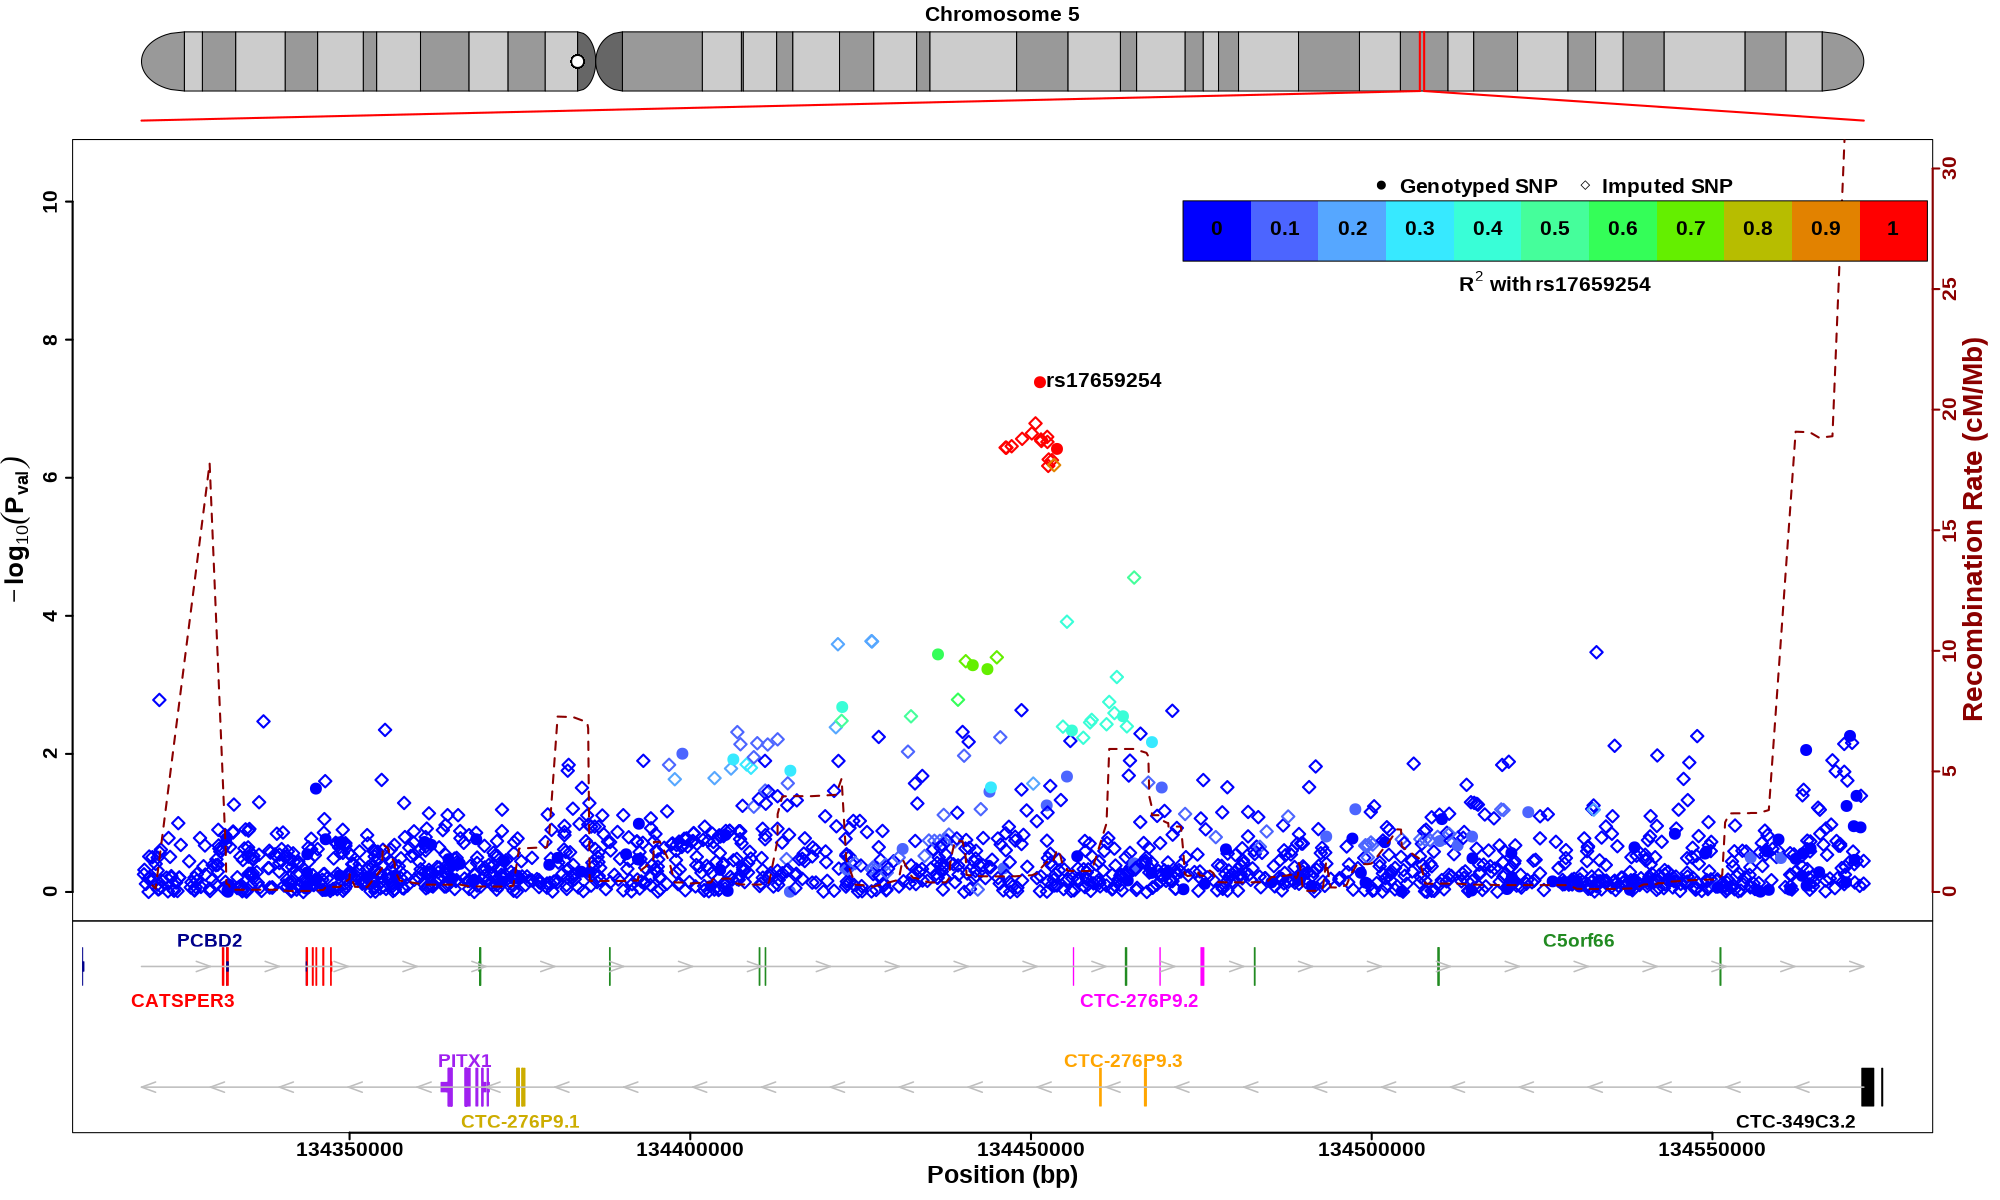 Chromosome 5
Genotyped SNP Imputed SNP
0 0.1 0.2 0.3 0.4 0.5 0.6 0.7 0.8 0.9 1
R2 with rs17659254
rs17659254
0 2 4 6 8 10
−log10(Pval)
0 5 10 15 20 25 30
Recombination Rate (cM/Mb)
PCBD2 C5orf66
CATSPER3 CTC-276P9.2
PITX1 CTC-276P9.3
CTC-276P9.1 CTC-349C3.2
134350000 134400000 134450000 134500000 134550000
Position (bp)